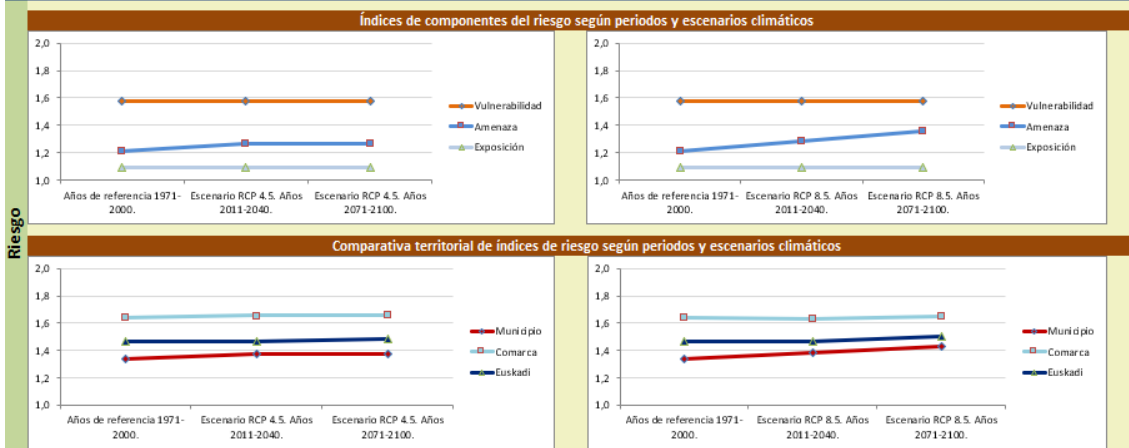 Riesgo
Índices de componentes del riesgo según periodos y escenarios climáticos
2,0
1,8
1,6
1,4
1,2
1,0
Vulnerabilidad
Amenaza
Exposición
Años de referencia 1971-
2000.
Escenario RCP 4.5. Años
2011-2040.
Escenario RCP 4.5. Años
2071-2100.
2,0
1,8
1,6
1,4
1,2
1,0
Vulnerabilidad
Amenaza
Exposición
Años de referencia 1971-
2000.
Escenario RCP 8.5. Años
2011-2040.
Escenario RCP 8.5. Años
2071-2100.
Comparativa territorial de índices de riesgo según periodos y escenarios climáticos
2,0
1,8
1,6
1,4
1,2
1,0
Municipio
Comarca
Euskadi
Años de referencia 1971-
2000.
Escenario RCP 4.5. Años
2011-2040.
Escenario RCP 4.5. Años
2071-2100.
2,0
1,8
1,6
1,4
1,2
1,0
Municipio
Comarca
Euskadi
Años de referencia 1971-
2000.
Escenario RCP 8.5. Años
2011-2040.
Escenario RCP 8.5. Años
2071-2100.